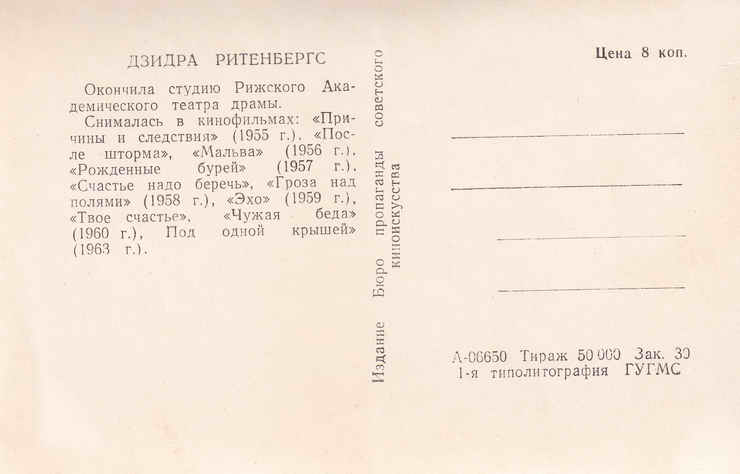 ДЗИДРА РИТЕНБЕРГС
Окончила студию Рижского Ака-
демического театра драмы.
Снималась в кинофильмах: «При-
чины и следствия» (1955 г.), «Пос-
ле шторма», «Мальва» (1956 г.),
«Рожденные бурей» (1957 г.),
«Счастье надо беречь», «Гроза над
полями» (1958 г.), «Эхо» (1959 г.),
«Твое счастье», «Чужая беда»
(1960 г.), Под одной крышей»
(1963 г.).
Издание Бюро пропаганды советского
киноискусства
Цена 8 коп.
А-06650 Тираж 50 000 Зак. 30
1-я типолитография ГУГМС